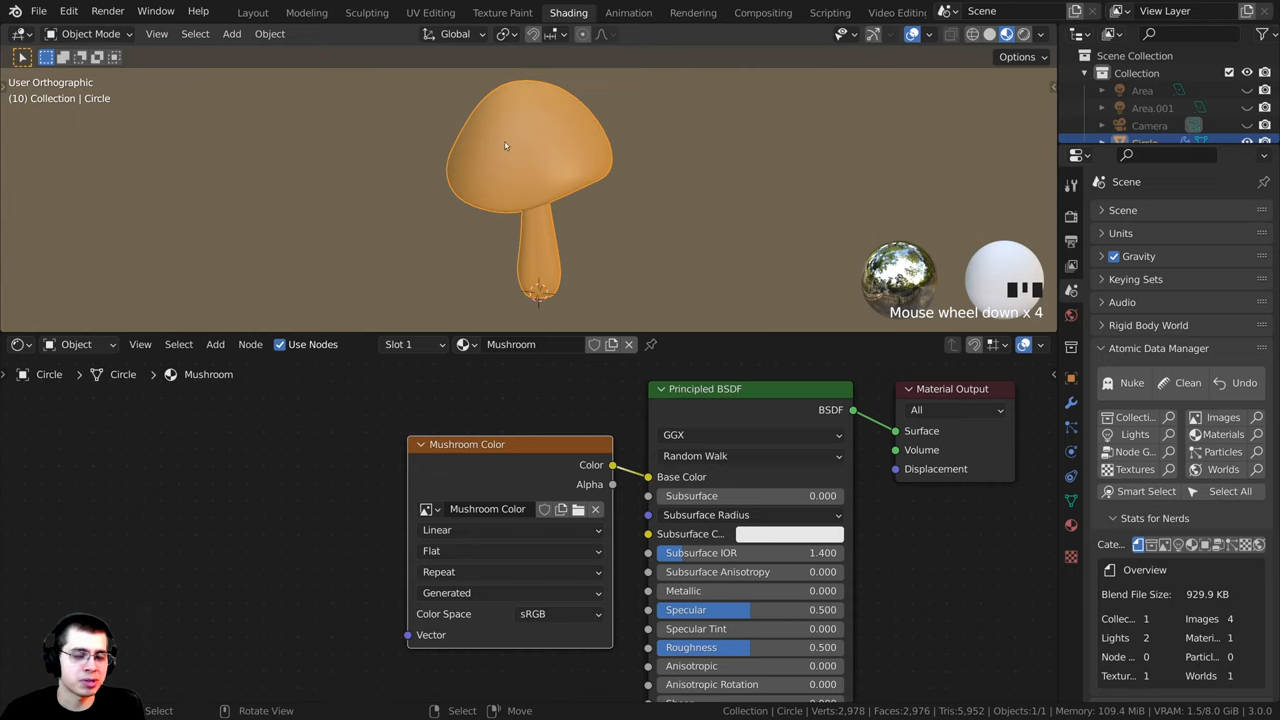 File Edit Render Window Help Layout Modeling Sculpting UV Editing Texture Paint Shading Animation Rendering Compositing Scripting Video Editin Scene View Layer
Object Mode View Select Add Object Global
Options
User Orthographic
(10) Collection | Circle
Mouse wheel down x 4
Scene Collection
Collection
Area
Area.001
Camera
Circle
Scene
Scene
Units
Gravity
Keying Sets
Audio
Rigid Body World
Atomic Data Manager
Nuke Clean Undo
Collecti... Images
Lights Materials
Node G... Particles
Textures Worlds
Smart Select Select All
Stats for Nerds
Cate...
Overview
Blend File Size: 929.9 KB
Collec... 1 Images 4
Lights 2 Materi... 1
Node ... 0 Particl... 0
Textur... 1 Worlds 1
Object View Select Add Node Use Nodes Slot 1 Mushroom
Circle > Circle > Mushroom
Mushroom Color
Color
Alpha
Mushroom Color
Linear
Flat
Repeat
Generated
Color Space sRGB
Vector
Principled BSDF
BSDF
GGX
Random Walk
Base Color
Subsurface 0.000
Subsurface Radius
Subsurface C...
Subsurface IOR 1.400
Subsurface Anisotropy 0.000
Metallic 0.000
Specular 0.500
Specular Tint 0.000
Roughness 0.500
Anisotropic 0.000
Anisotropic Rotation 0.000
Material Output
All
Surface
Volume
Displacement
Select Rotate View Select Move Collection | Circle | Verts:2,978 | Faces:2,976 | Tris:5,952 | Objects:1/1 | Memory: 109.4 MiB | VRAM: 1.5/8.0 GiB | 3.0.0